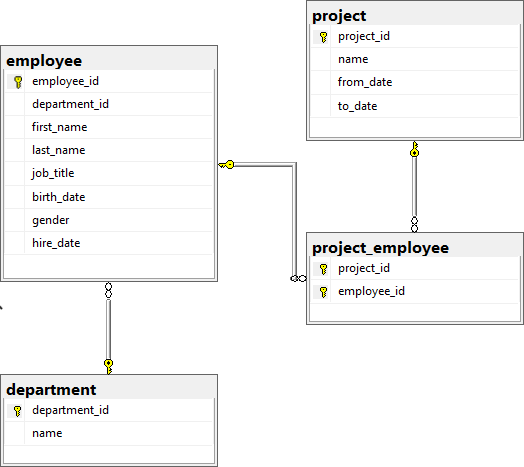 project
project_id
name
from_date
to_date
employee
employee_id
department_id
first_name
last_name
job_title
birth_date
gender
hire_date
project_employee
project_id
employee_id
department
department_id
name